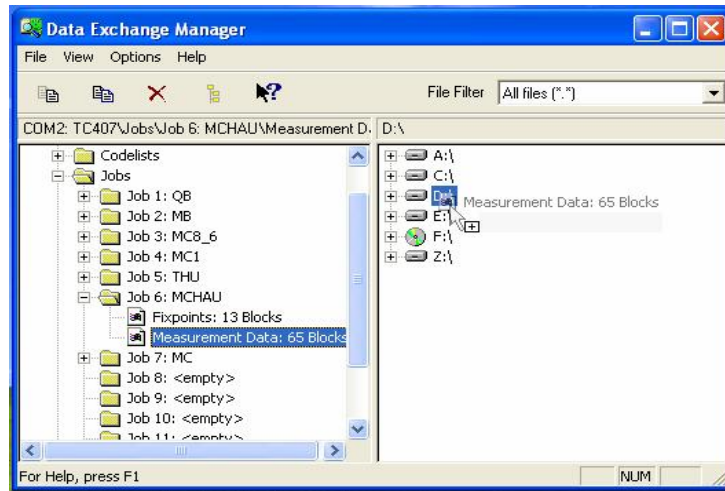 Data Exchange Manager
File View Options Help
File Filter All files (*.*)
COM2: TC407\Jobs\Job 6: MCHAU\Measurement D.
D:\
Codelists
Jobs
Job 1: QB
Job 2: MB
Job 3: MC8_6
Job 4: MC1
Job 5: THU
Job 6: MCHAU
Fixpoints: 13 Blocks
Measurement Data: 65 Blocks
Job 7: MC
Job 8: <empty>
Job 9: <empty>
Job 10: <empty>
Job 11: <empty>
A:\
C:\
D:\
Measurement Data: 65 Blocks
E:\
F:\
Z:\
For Help, press F1
NUM